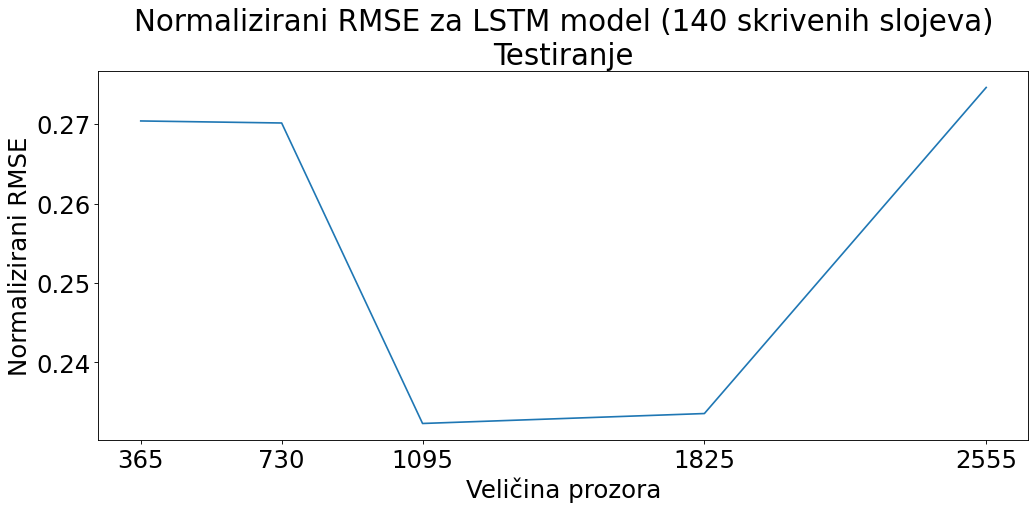 Normalizirani RMSE za LSTM model (140 skrivenih slojeva)
Testiranje
Normalizirani RMSE
0.27
0.26
0.25
0.24
365 730 1095 1825 2555
Veličina prozora